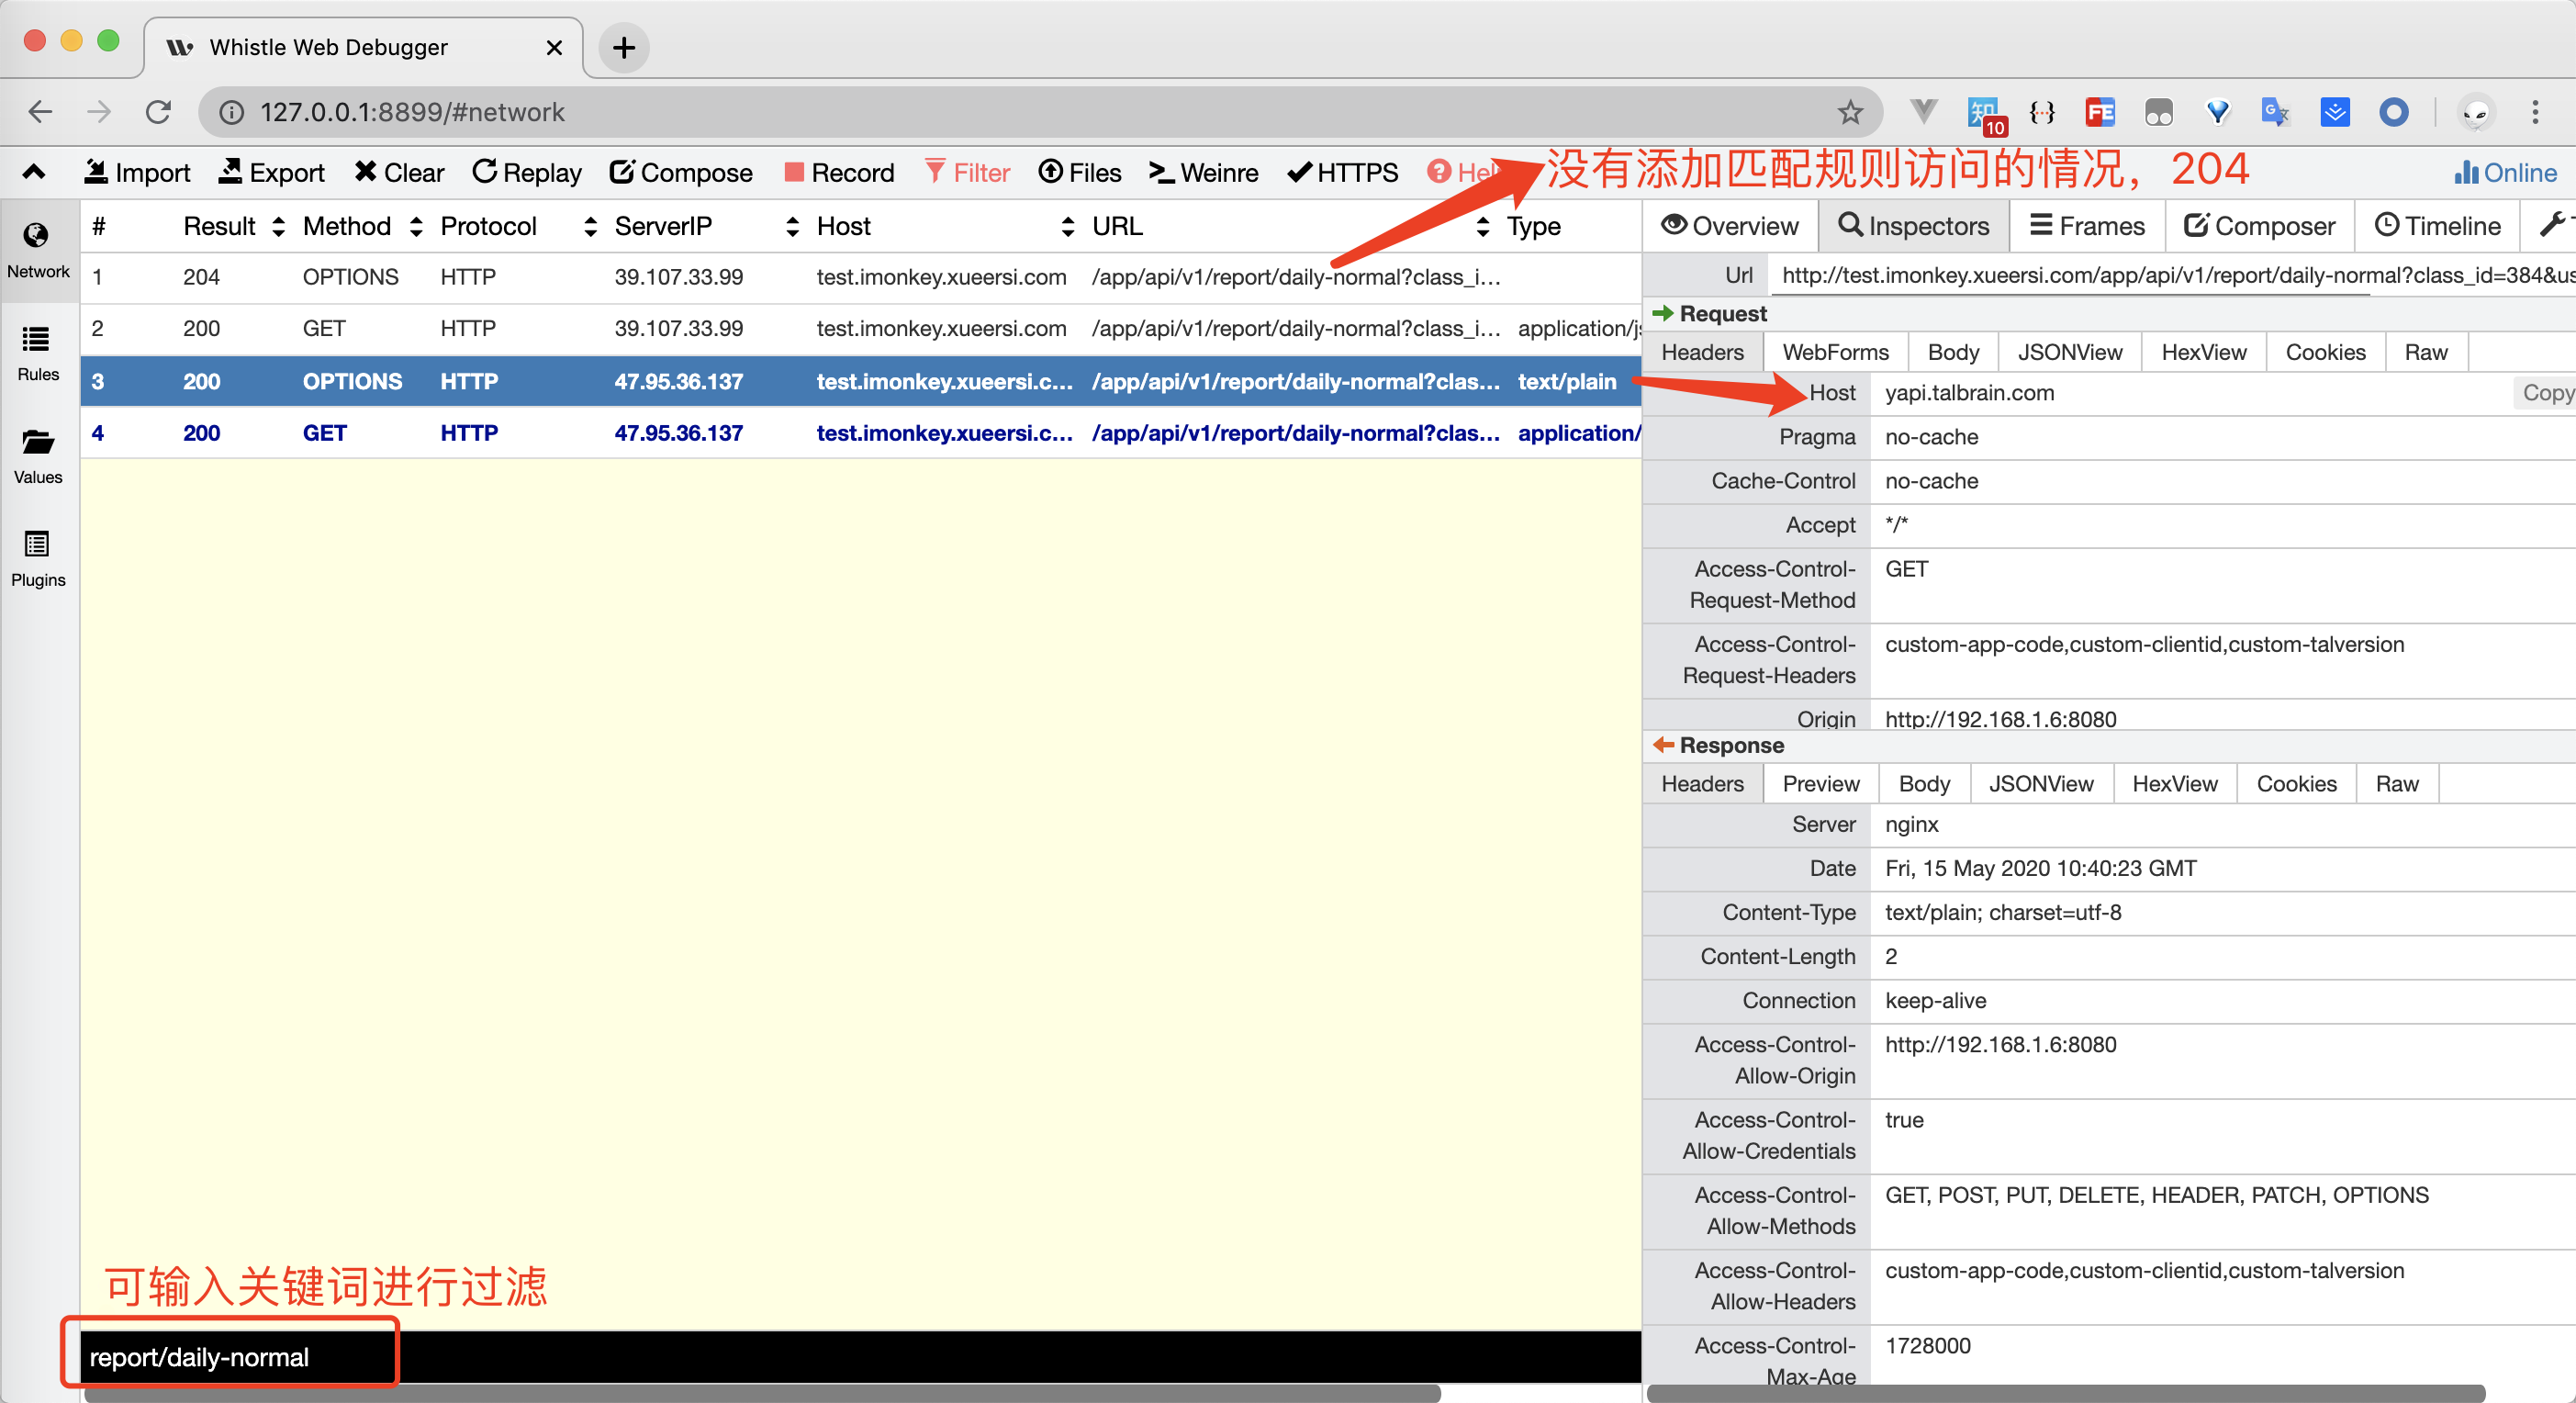 Whistle Web Debugger
127.0.0.1:8899/#network
10
Import Export Clear Replay Compose Record Filter Files Weinre HTTPS Hel
没有添加匹配规则访问的情况，204
Online
Network
Rules
Values
Plugins
# Result Method Protocol ServerIP Host URL Type
1 204 OPTIONS HTTP 39.107.33.99 test.imonkey.xueersi.com /app/api/v1/report/daily-normal?class_i...
2 200 GET HTTP 39.107.33.99 test.imonkey.xueersi.com /app/api/v1/report/daily-normal?class_i... application/js
3 200 OPTIONS HTTP 47.95.36.137 test.imonkey.xueersi.c... /app/api/v1/report/daily-normal?clas... text/plain
4 200 GET HTTP 47.95.36.137 test.imonkey.xueersi.c... /app/api/v1/report/daily-normal?clas... application/
可输入关键词进行过滤
report/daily-normal
Overview Inspectors Frames Composer Timeline
Url http://test.imonkey.xueersi.com/app/api/v1/report/daily-normal?class_id=384&us
Request
Headers WebForms Body JSONView HexView Cookies Raw
Host yapi.talbrain.com
Copy
Pragma no-cache
Cache-Control no-cache
Accept */*
Access-Control-Request-Method GET
Access-Control-Request-Headers custom-app-code,custom-clientid,custom-talversion
Origin http://192.168.1.6:8080
Response
Headers Preview Body JSONView HexView Cookies Raw
Server nginx
Date Fri, 15 May 2020 10:40:23 GMT
Content-Type text/plain; charset=utf-8
Content-Length 2
Connection keep-alive
Access-Control-Allow-Origin http://192.168.1.6:8080
Access-Control-Allow-Credentials true
Access-Control-Allow-Methods GET, POST, PUT, DELETE, HEADER, PATCH, OPTIONS
Access-Control-Allow-Headers custom-app-code,custom-clientid,custom-talversion
Access-Control-Max-Age 1728000